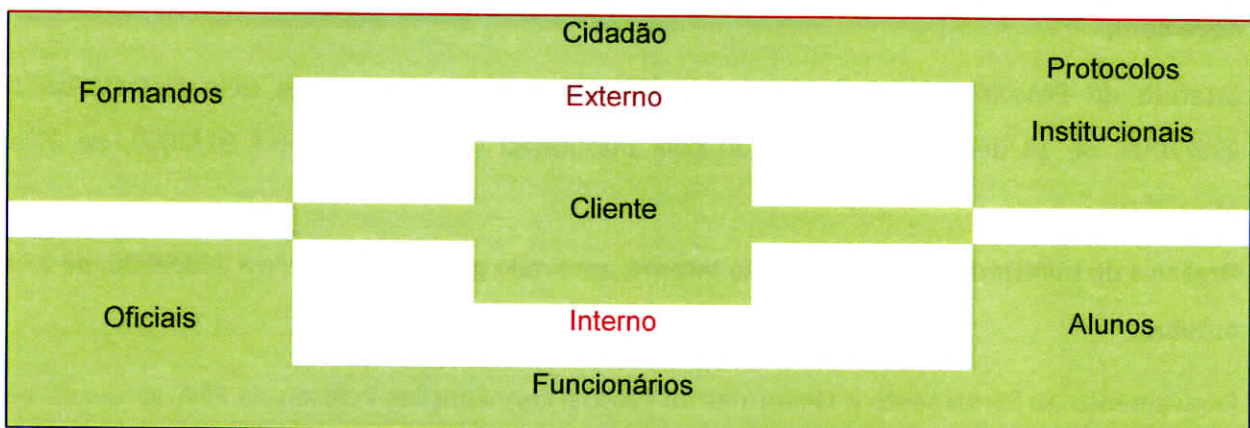 Cidadão
Formandos
Externo
Protocolos
Institucionais
Cliente
Oficiais
Interno
Alunos
Funcionários